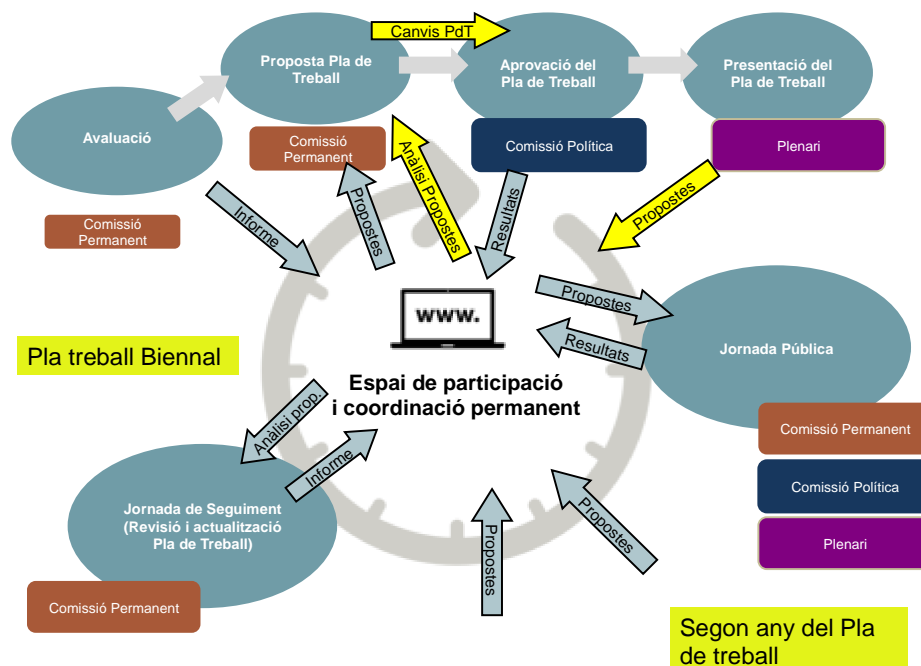 Canvis PdT
Proposta Pla de
Treball
Aprovació del
Pla de Treball
Presentació del
Pla de Treball
Avaluació
Comissió
Permanent
Comissió Política
Plenari
Comissió
Permanent
Informe
Propostes
Anàlisi Propostes
Resultats
Propostes
Propostes
Resultats
www.
Jornada Pública
Pla treball Biennal
Espai de participació
i coordinació permanent
Anàlisi prop.
Informe
Comissió Permanent
Comissió Política
Plenari
Jornada de Seguiment
(Revisió i actualització
Pla de Treball)
Comissió Permanent
Propostes
Propostes
Segon any del Pla
de treball